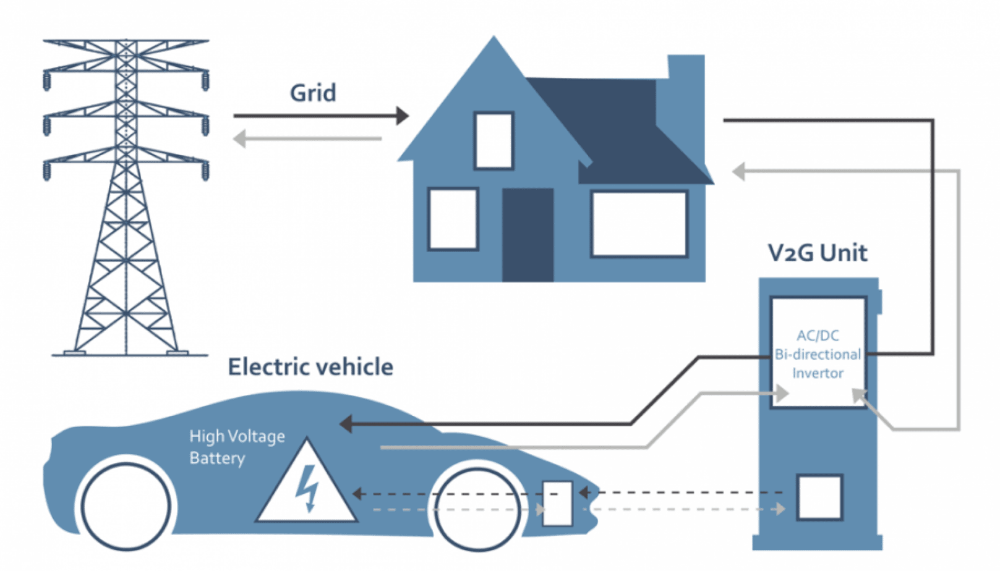 Grid
V2G Unit
AC/DC
Bi-directional
Invertor
Electric vehicle
High Voltage
Battery